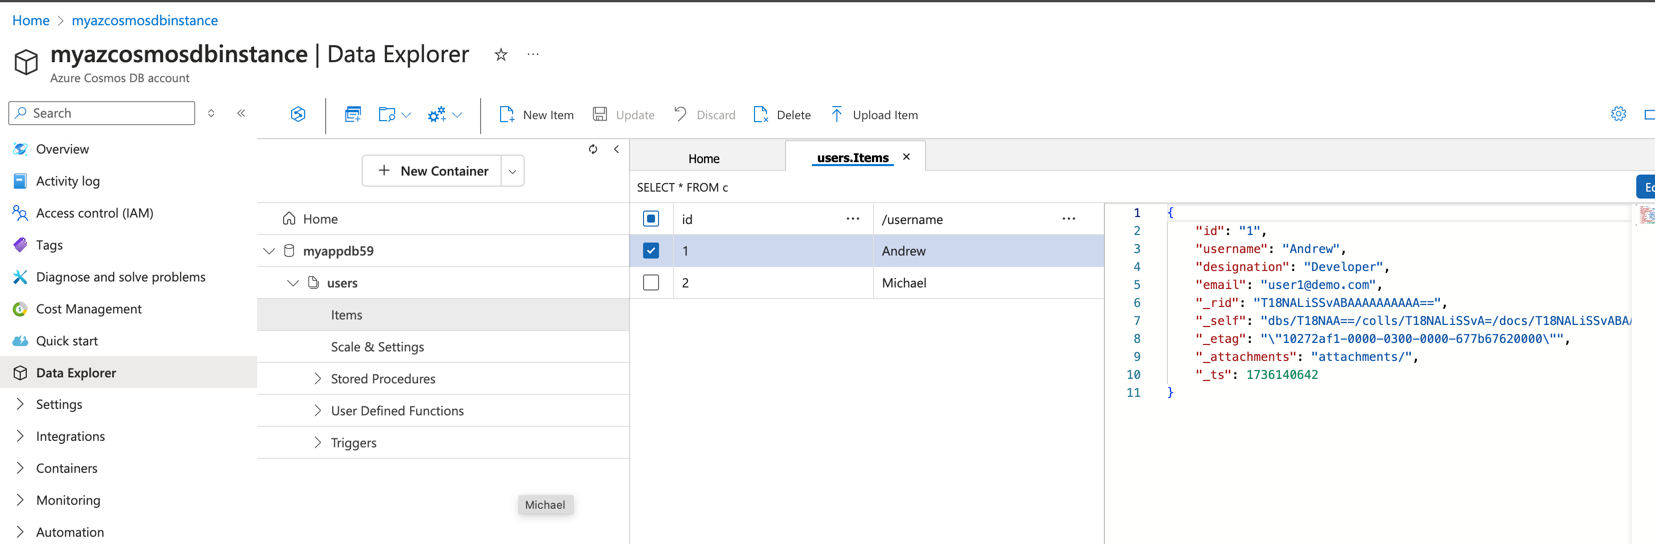 Home > myazcosmosdbinstance
myazcosmosdbinstance | Data Explorer
Azure Cosmos DB account
Search
Overview
Activity log
Access control (IAM)
Tags
Diagnose and solve problems
Cost Management
Quick start
Data Explorer
Settings
Integrations
Containers
Monitoring
Automation
New Item
Update
Discard
Delete
Upload Item
New Container
Home
myappdb59
users
Items
Scale & Settings
Stored Procedures
User Defined Functions
Triggers
Michael
Home
users.Items
SELECT * FROM c
id /username
1 Andrew
2 Michael
1 {
2 "id": "1",
3 "username": "Andrew",
4 "designation": "Developer",
5 "email": "user1@demo.com",
6 "_rid": "T18NALiSSvABAAAAAAAAAA==",
7 "_self": "dbs/T18NAA==/colls/T18NALiSSvA=/docs/T18NALiSSvABA
8 "_etag": "\"10272af1-0000-0300-0000-677b67620000\"",
9 "_attachments": "attachments/",
10 "_ts": 1736140642
11 }